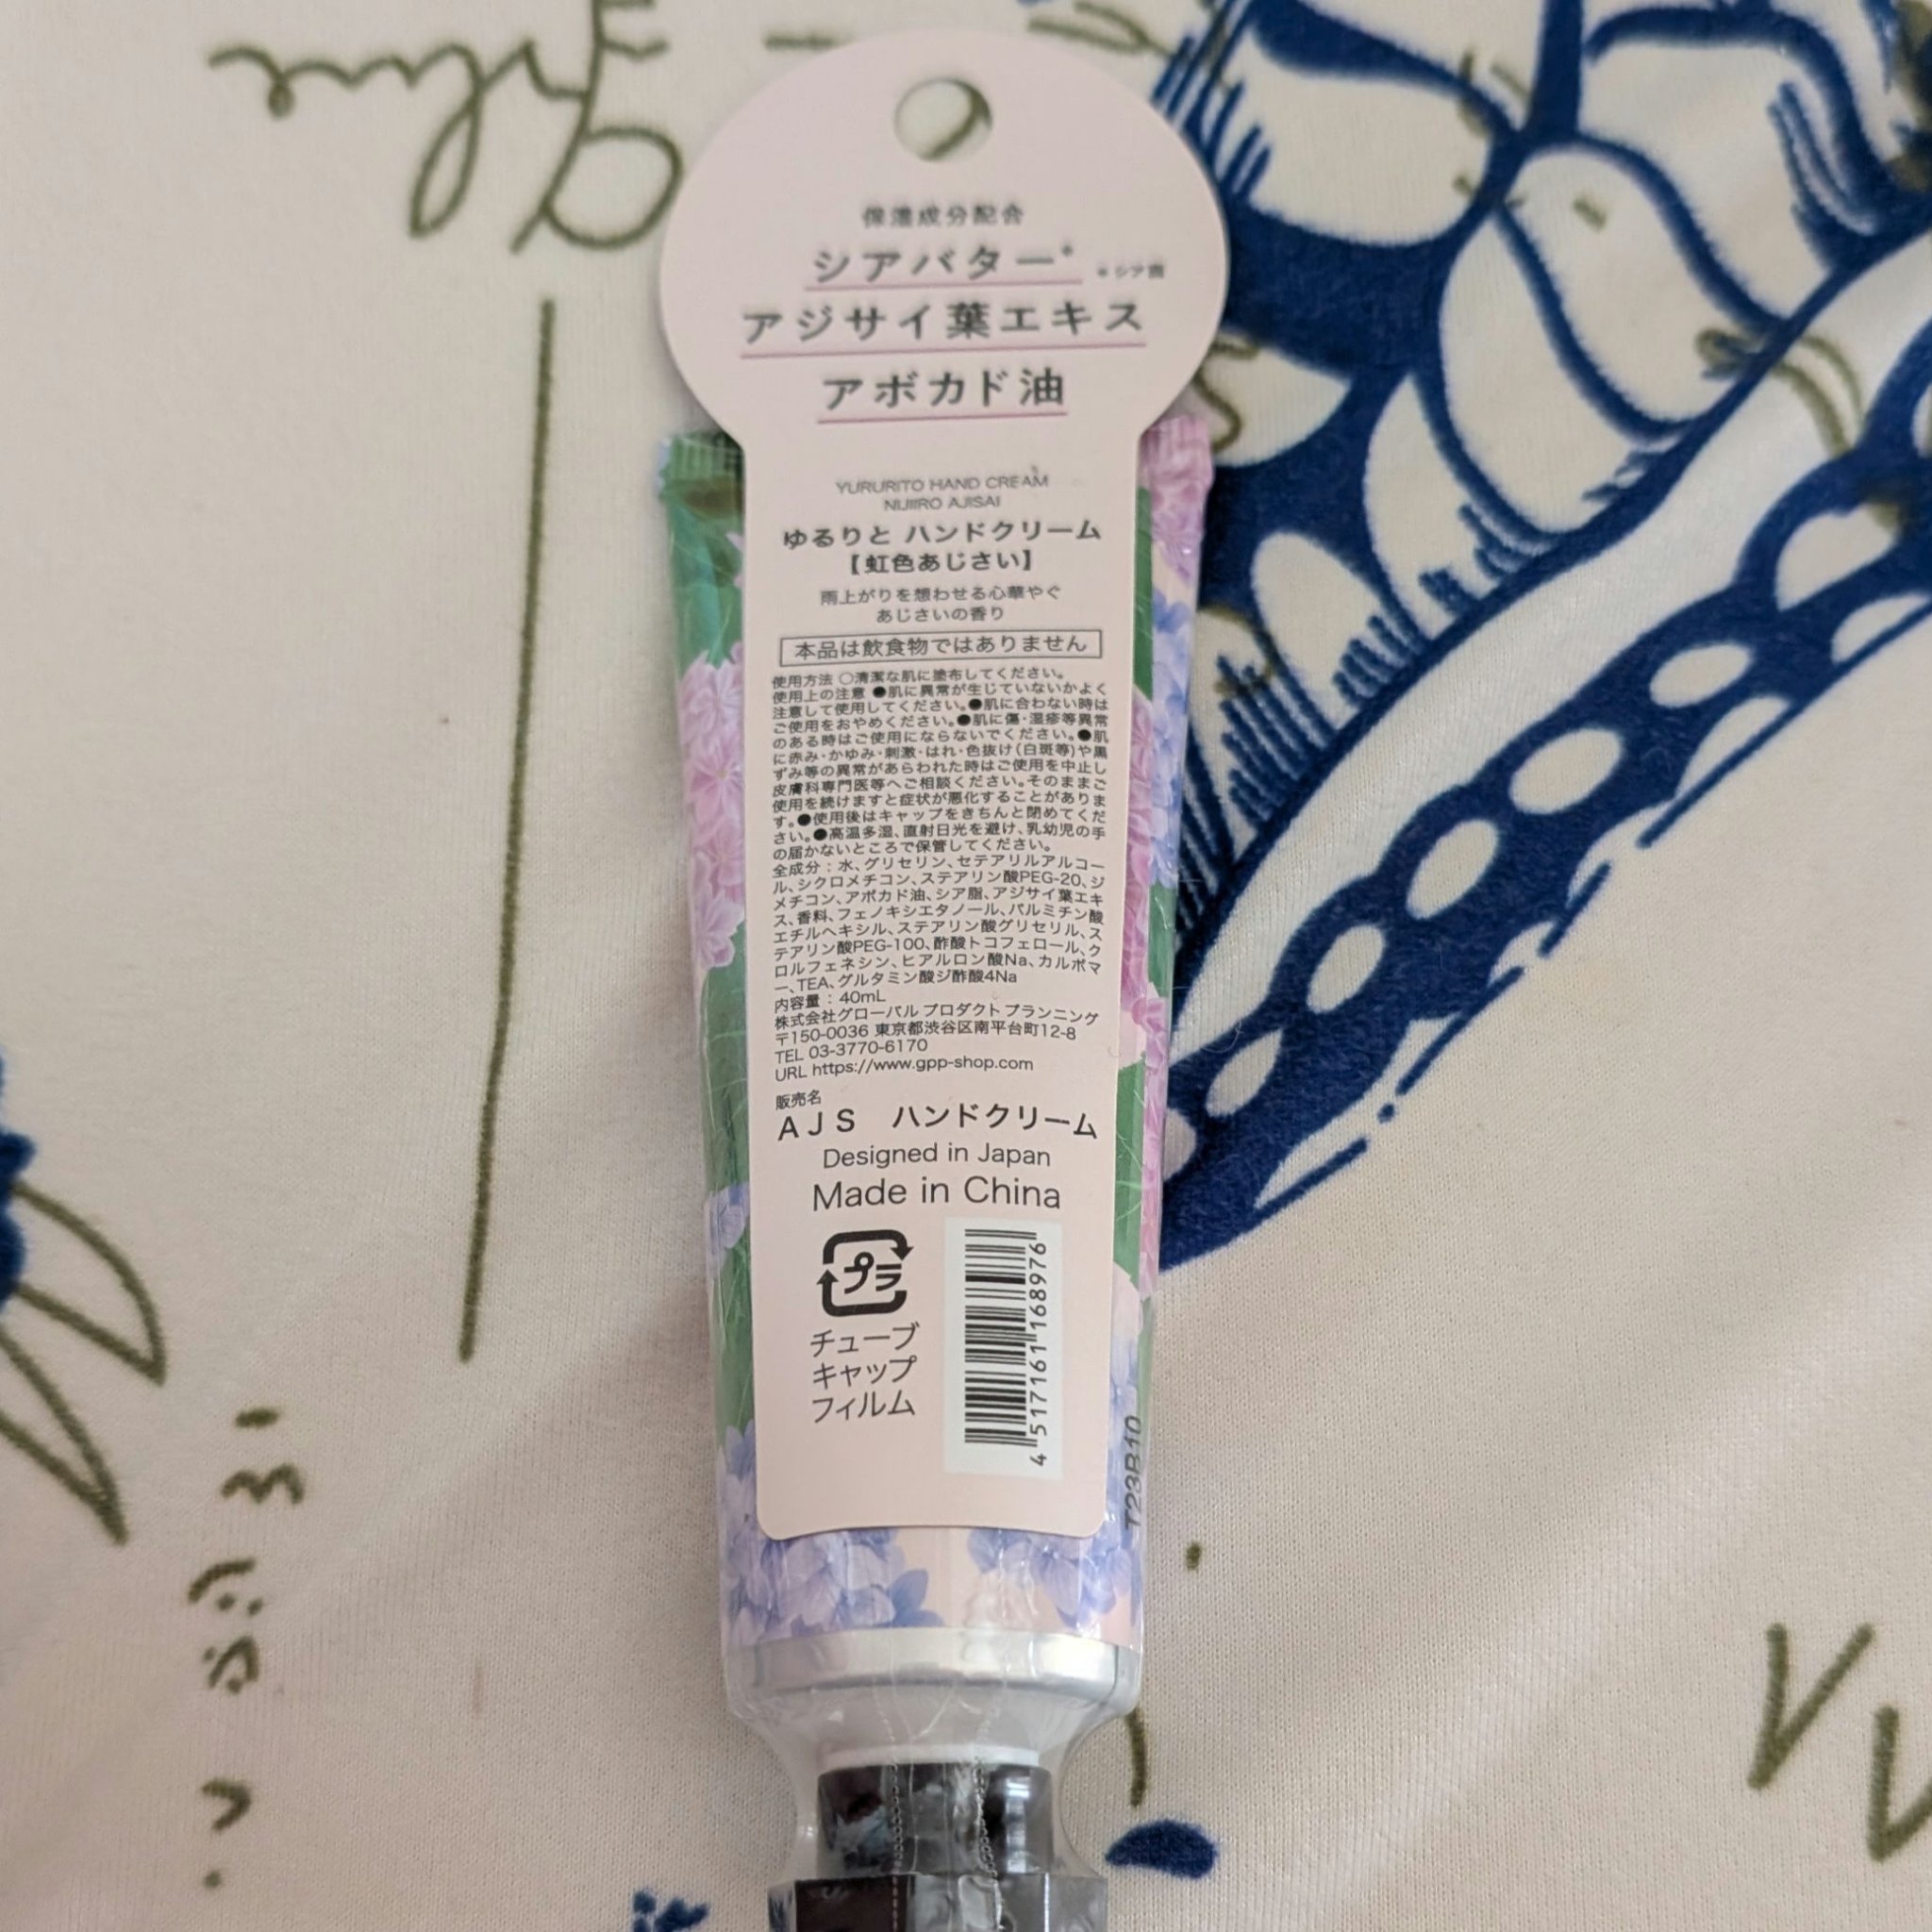 保湿成分配合
シアバター*
*シア脂
アジサイ葉エキス
アボカド油
YURURITO HAND CREAM
NIJIIRO AJISAI
ゆるりと ハンドクリーム
【虹色あじさい】
雨上がりを想わせる心華やぐ
あじさいの香り
本品は飲食物ではありません
使用方法 ○清潔な肌に塗布してください。
使用上の注意 ●肌に異常が生じていないかよく
注意して使用してください。●肌に合わない時は
ご使用をおやめください。●肌に傷・湿疹等異常
のある時はご使用にならないでください。●肌
に赤み・かゆみ・刺激・はれ・色抜け(白斑等)や黒
ずみ等の異常があらわれた時はご使用を中止し
皮膚科専門医等へご相談ください。そのままご
使用を続けますと症状が悪化することがありま
す。●使用後はキャップをきちんと閉めてくだ
さい。●高温多湿、直射日光を避け、乳幼児の手
の届かないところで保管してください。
全成分：水、グリセリン、セテアリルアルコー
ル、シクロメチコン、ステアリン酸PEG-20、ジ
メチコン、アボカド油、シア脂、アジサイ葉エキ
ス、香料、フェノキシエタノール、パルミチン酸
エチルヘキシル、ステアリン酸グリセリル、ス
テアリン酸PEG-100、酢酸トコフェロール、ク
ロルフェネシン、ヒアルロン酸Na、カルボマ
ー、TEA、グルタミン酸ジ酢酸4Na
内容量：40mL
株式会社グローバル プロダクト プランニング
〒150-0036 東京都渋谷区南平台町12-8
TEL 03-3770-6170
URL https://www.gpp-shop.com
販売名
AJS ハンドクリーム
Designed in Japan
Made in China
プラ
チューブ
キャップ
フィルム
4 517161 168976
T23B10